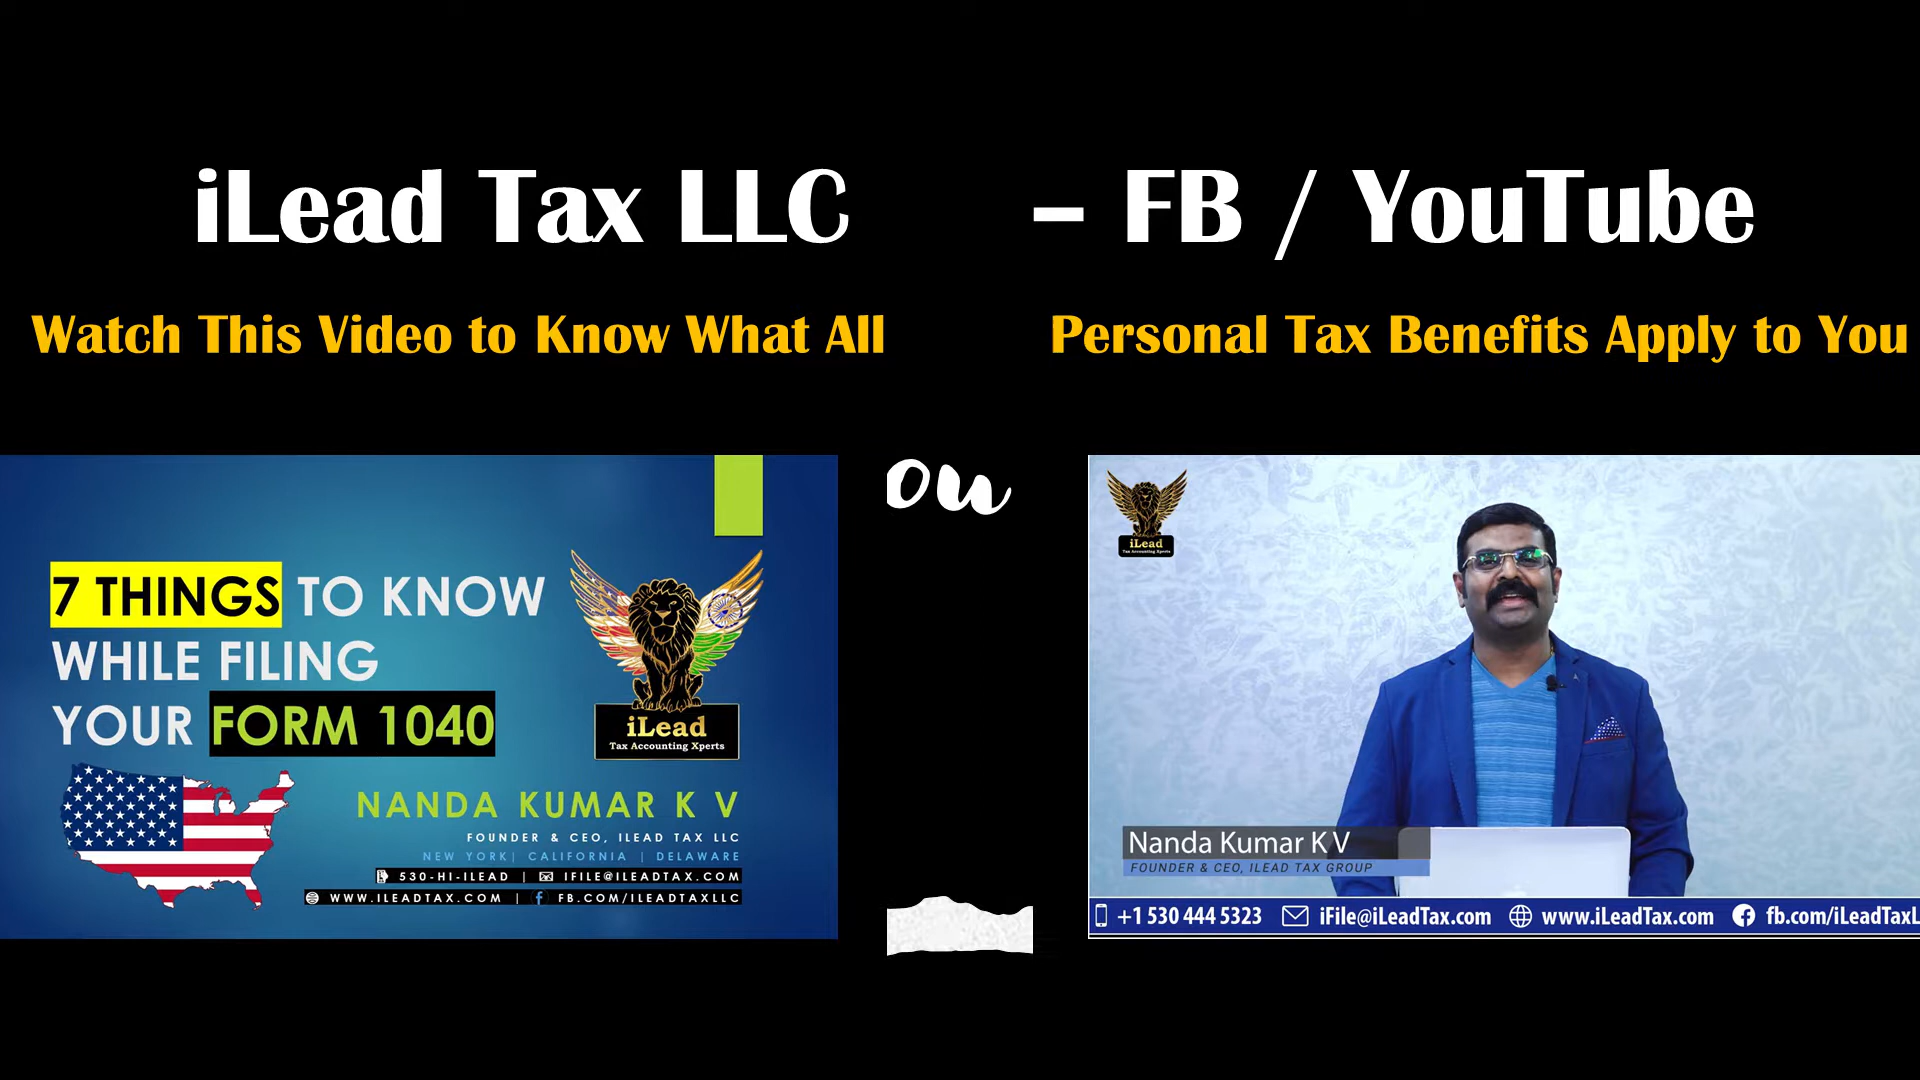 iLead Tax LLC – FB / YouTube
Watch This Video to Know What All Personal Tax Benefits Apply to You
7 THINGS TO KNOW
WHILE FILING
YOUR FORM 1040
iLead
Tax Accounting Xperts
NANDA KUMAR K V
FOUNDER & CEO, ILEAD TAX LLC
NEW YORK| CALIFORNIA | DELAWARE
530-HI-ILEAD | IFILE@ILEADTAX.COM
WWW.ILEADTAX.COM | FB.COM/ILEADTAXLLC
ou
iLead
Tax Accounting Xperts
Nanda Kumar K V
FOUNDER & CEO, ILEAD TAX GROUP
+1 530 444 5323 iFile@iLeadTax.com www.iLeadTax.com fb.com/iLeadTaxL